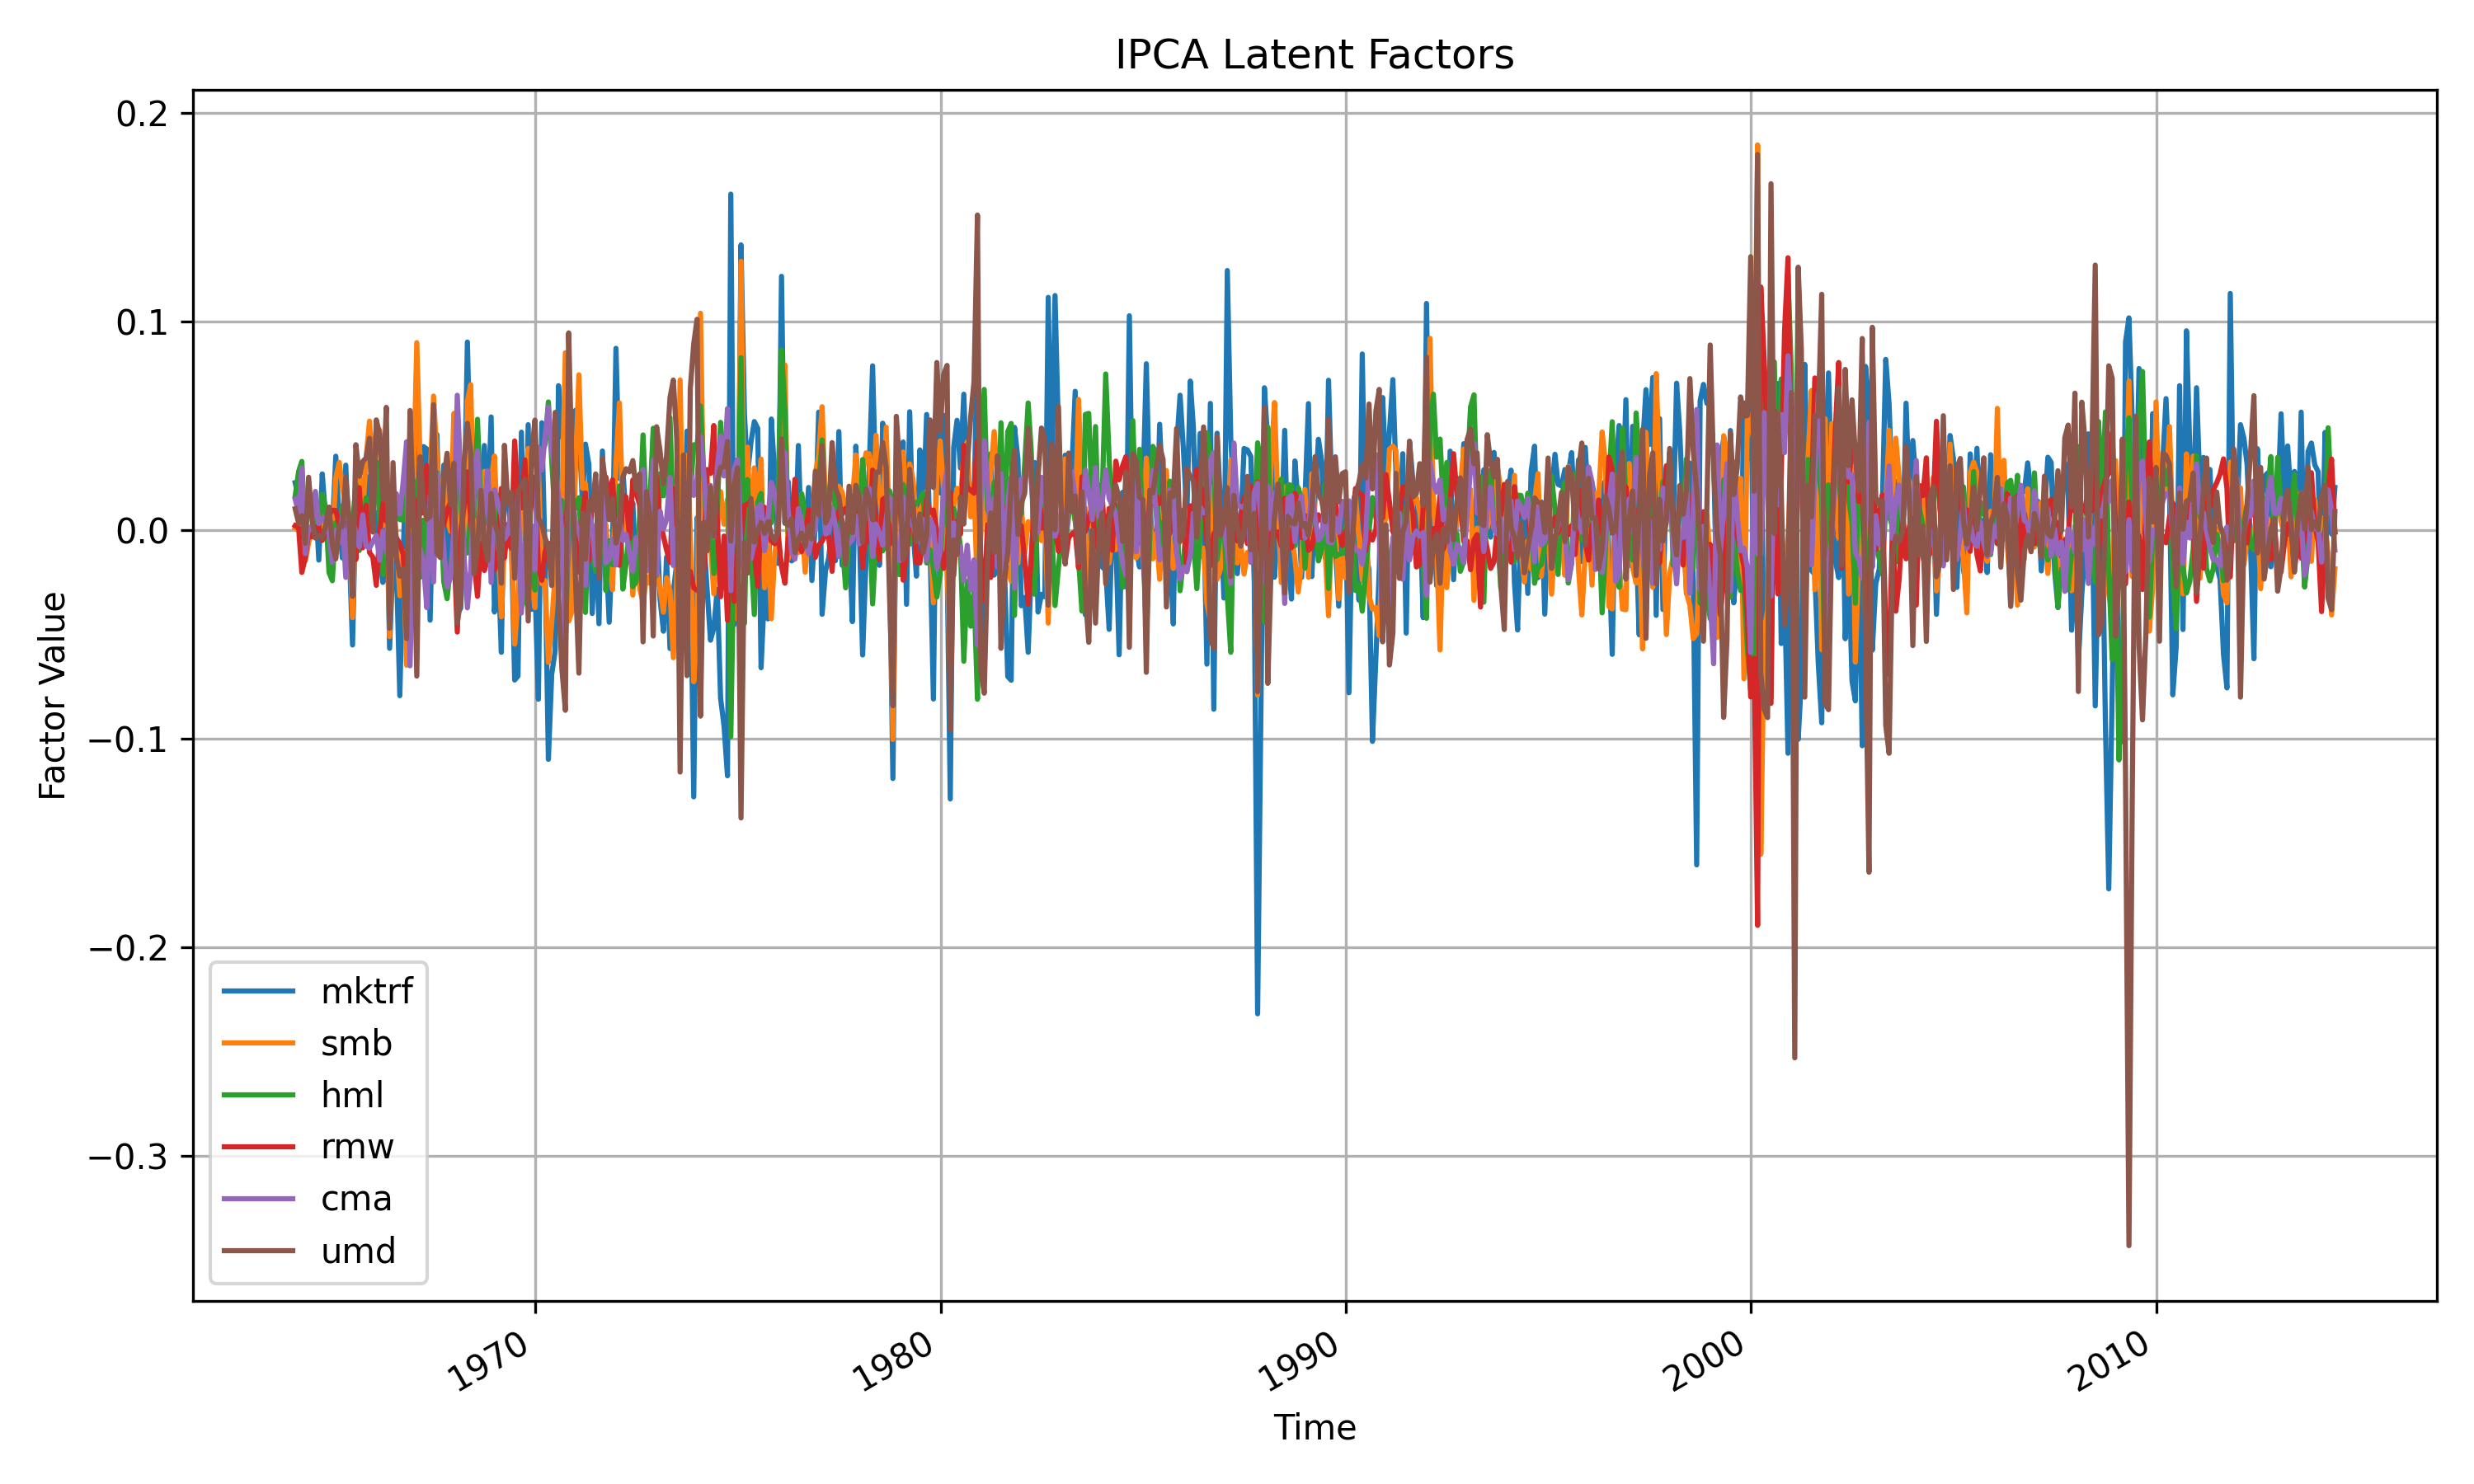 IPCA Latent Factors
0.2
0.1
0.0
−0.1
−0.2
−0.3
Factor Value
mktrf
smb
hml
rmw
cma
umd
1970
1980
1990
2000
2010
Time